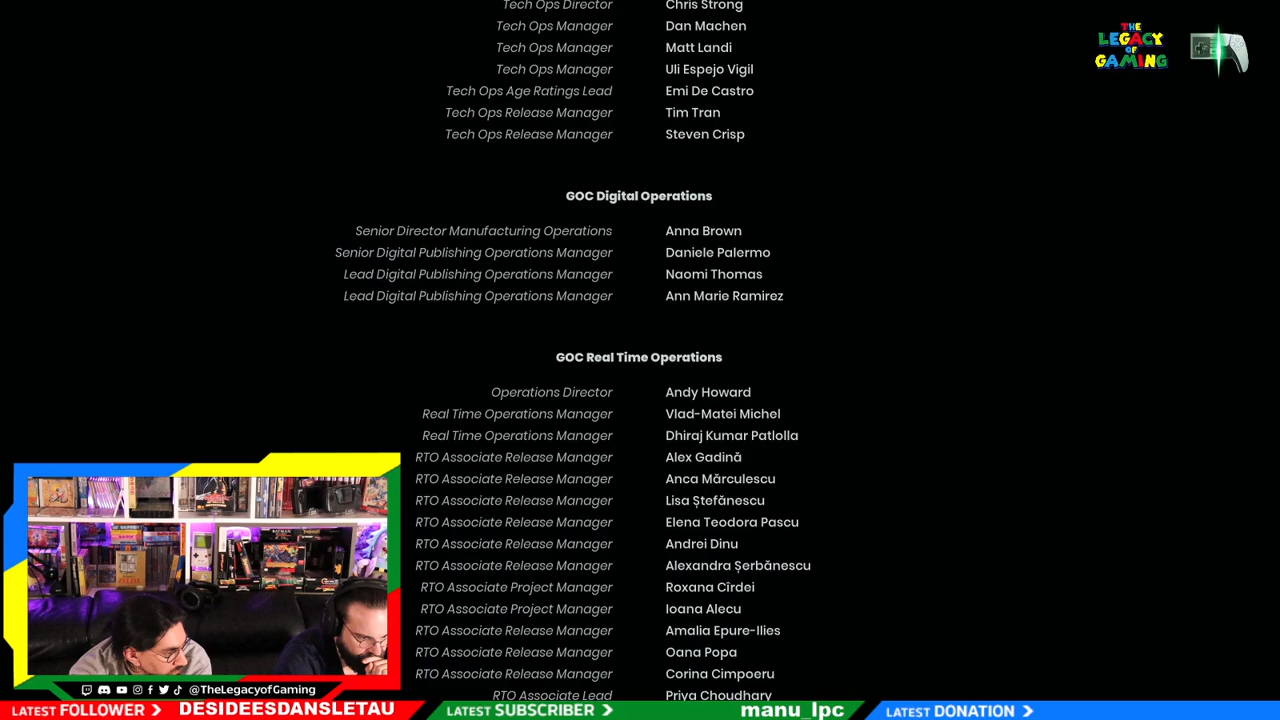 Tech Ops Director Chris Strong
THE
LEGACY
OF
GAMING
Tech Ops Manager Dan Machen
Tech Ops Manager Matt Landi
Tech Ops Manager Uli Espejo Vigil
Tech Ops Age Ratings Lead Emi De Castro
Tech Ops Release Manager Tim Tran
Tech Ops Release Manager Steven Crisp
GOC Digital Operations
Senior Director Manufacturing Operations Anna Brown
Senior Digital Publishing Operations Manager Daniele Palermo
Lead Digital Publishing Operations Manager Naomi Thomas
Lead Digital Publishing Operations Manager Ann Marie Ramirez
GOC Real Time Operations
Operations Director Andy Howard
Real Time Operations Manager Vlad-Matei Michel
Real Time Operations Manager Dhiraj Kumar Patlolla
RTO Associate Release Manager Alex Gadină
RTO Associate Release Manager Anca Mărculescu
RTO Associate Release Manager Lisa Ștefănescu
RTO Associate Release Manager Elena Teodora Pascu
RTO Associate Release Manager Andrei Dinu
RTO Associate Release Manager Alexandra Șerbănescu
RTO Associate Project Manager Roxana Cîrdei
RTO Associate Project Manager Ioana Alecu
RTO Associate Release Manager Amalia Epure-Ilies
RTO Associate Release Manager Oana Popa
RTO Associate Release Manager Corina Cimpoeru
RTO Associate Lead Priya Choudhary
@TheLegacyofGaming
LATEST FOLLOWER > DESIDEESDANSLETAU
LATEST SUBSCRIBER > manu_lpc
LATEST DONATION >